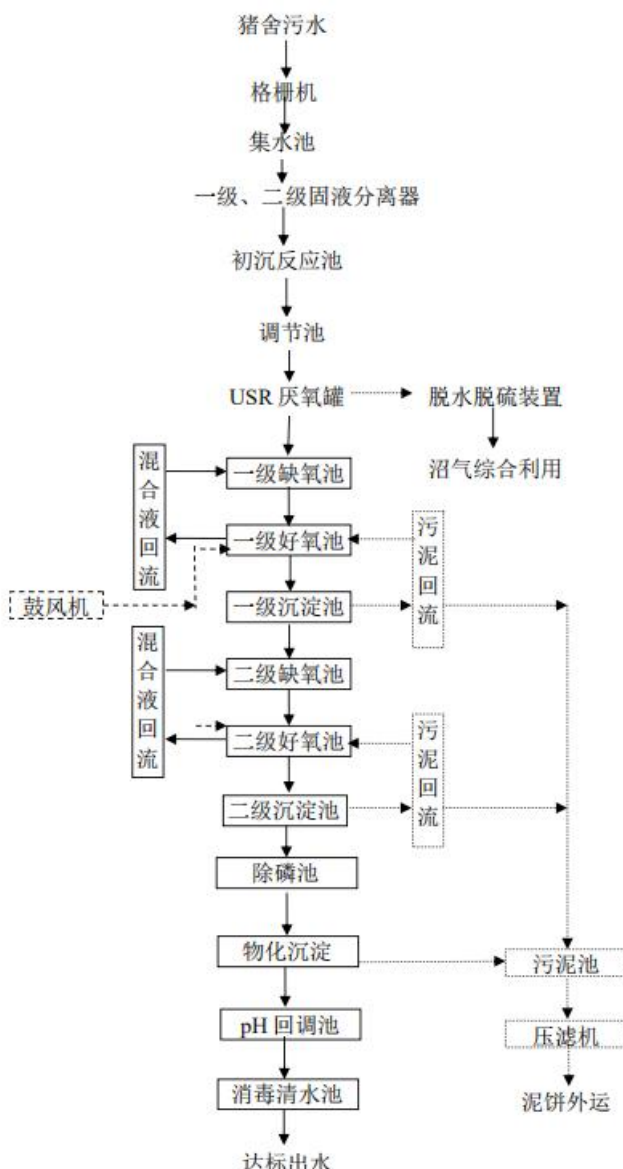 猪舍污水
格栅机
集水池
一级、二级固液分离器
初沉反应池
调节池
USR 厌氧罐
脱水脱硫装置
沼气综合利用
混合液回流
一级缺氧池
一级好氧池
污泥回流
鼓风机
一级沉淀池
混合液回流
二级缺氧池
二级好氧池
污泥回流
二级沉淀池
除磷池
物化沉淀
污泥池
pH 回调池
压滤机
消毒清水池
泥饼外运
达标出水